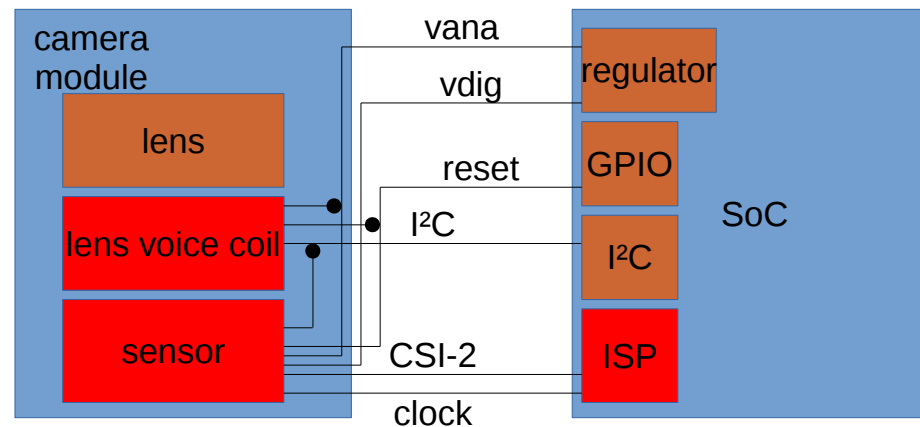 camera
module
lens
lens voice coil
sensor
vana
vdig
reset
I²C
CSI-2
clock
regulator
GPIO
I²C
ISP
SoC